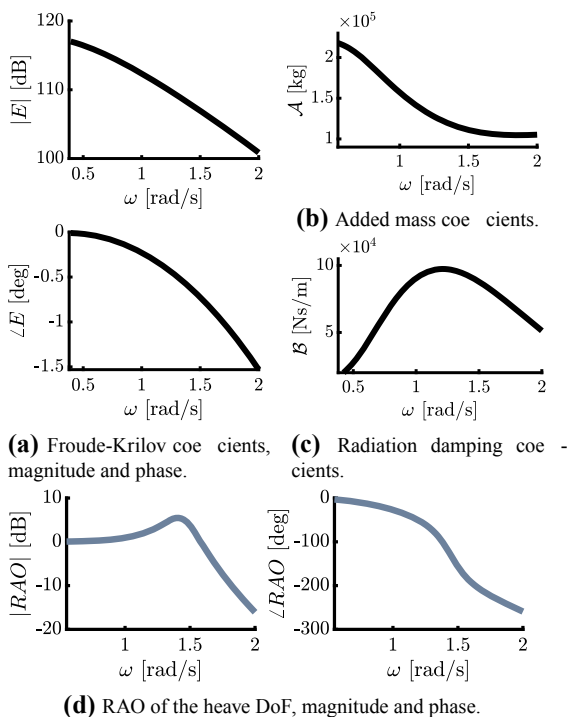 120
110
100
|E| [dB]
0.5 1 1.5 2
ω [rad/s]
0
-0.5
-1
-1.5
∠E [deg]
0.5 1 1.5 2
ω [rad/s]
(a) Froude-Krilov coe cients,
magnitude and phase.
×10⁵
2.5
2
1.5
1
𝒜 [kg]
1 1.5 2
ω [rad/s]
(b) Added mass coe cients.
×10⁴
10
5
ℬ [Ns/m]
0.5 1 1.5 2
ω [rad/s]
(c) Radiation damping coe -
cients.
10
0
-10
-20
|RAO| [dB]
1 1.5 2
ω [rad/s]
0
-100
-200
-300
∠RAO [deg]
1 1.5 2
ω [rad/s]
(d) RAO of the heave DoF, magnitude and phase.